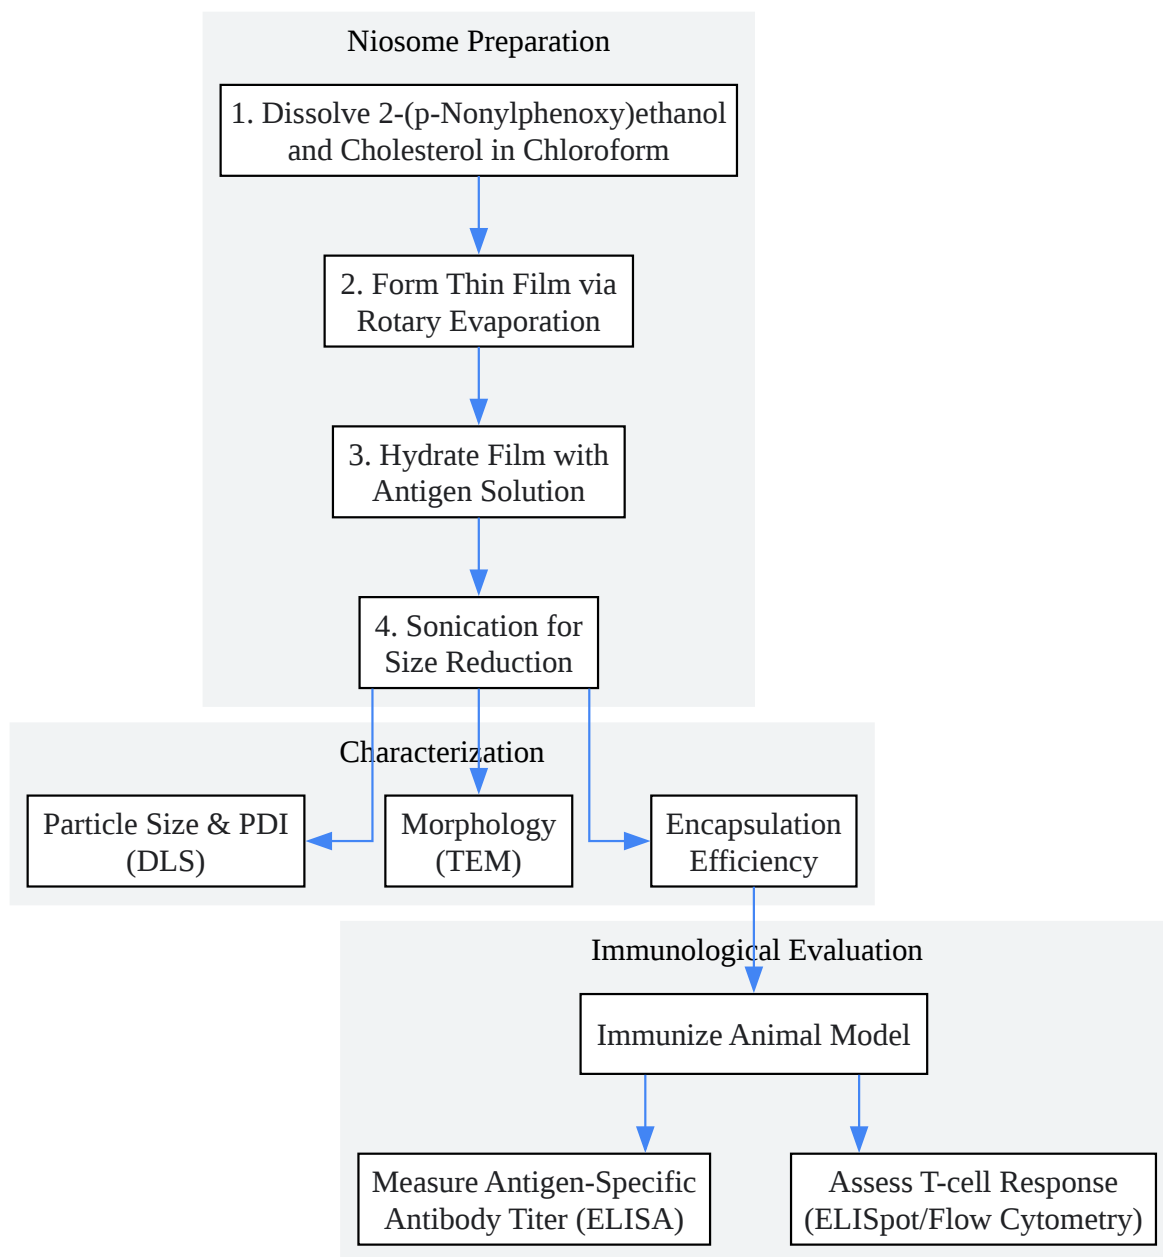 Niosome Preparation
1. Dissolve 2-(p-Nonylphenoxy)ethanol
and Cholesterol in Chloroform
2. Form Thin Film via
Rotary Evaporation
3. Hydrate Film with
Antigen Solution
4. Sonication for
Size Reduction
Characterization
Particle Size & PDI
(DLS)
Morphology
(TEM)
Encapsulation
Efficiency
Immunological Evaluation
Immunize Animal Model
Measure Antigen-Specific
Antibody Titer (ELISA)
Assess T-cell Response
(ELISpot/Flow Cytometry)